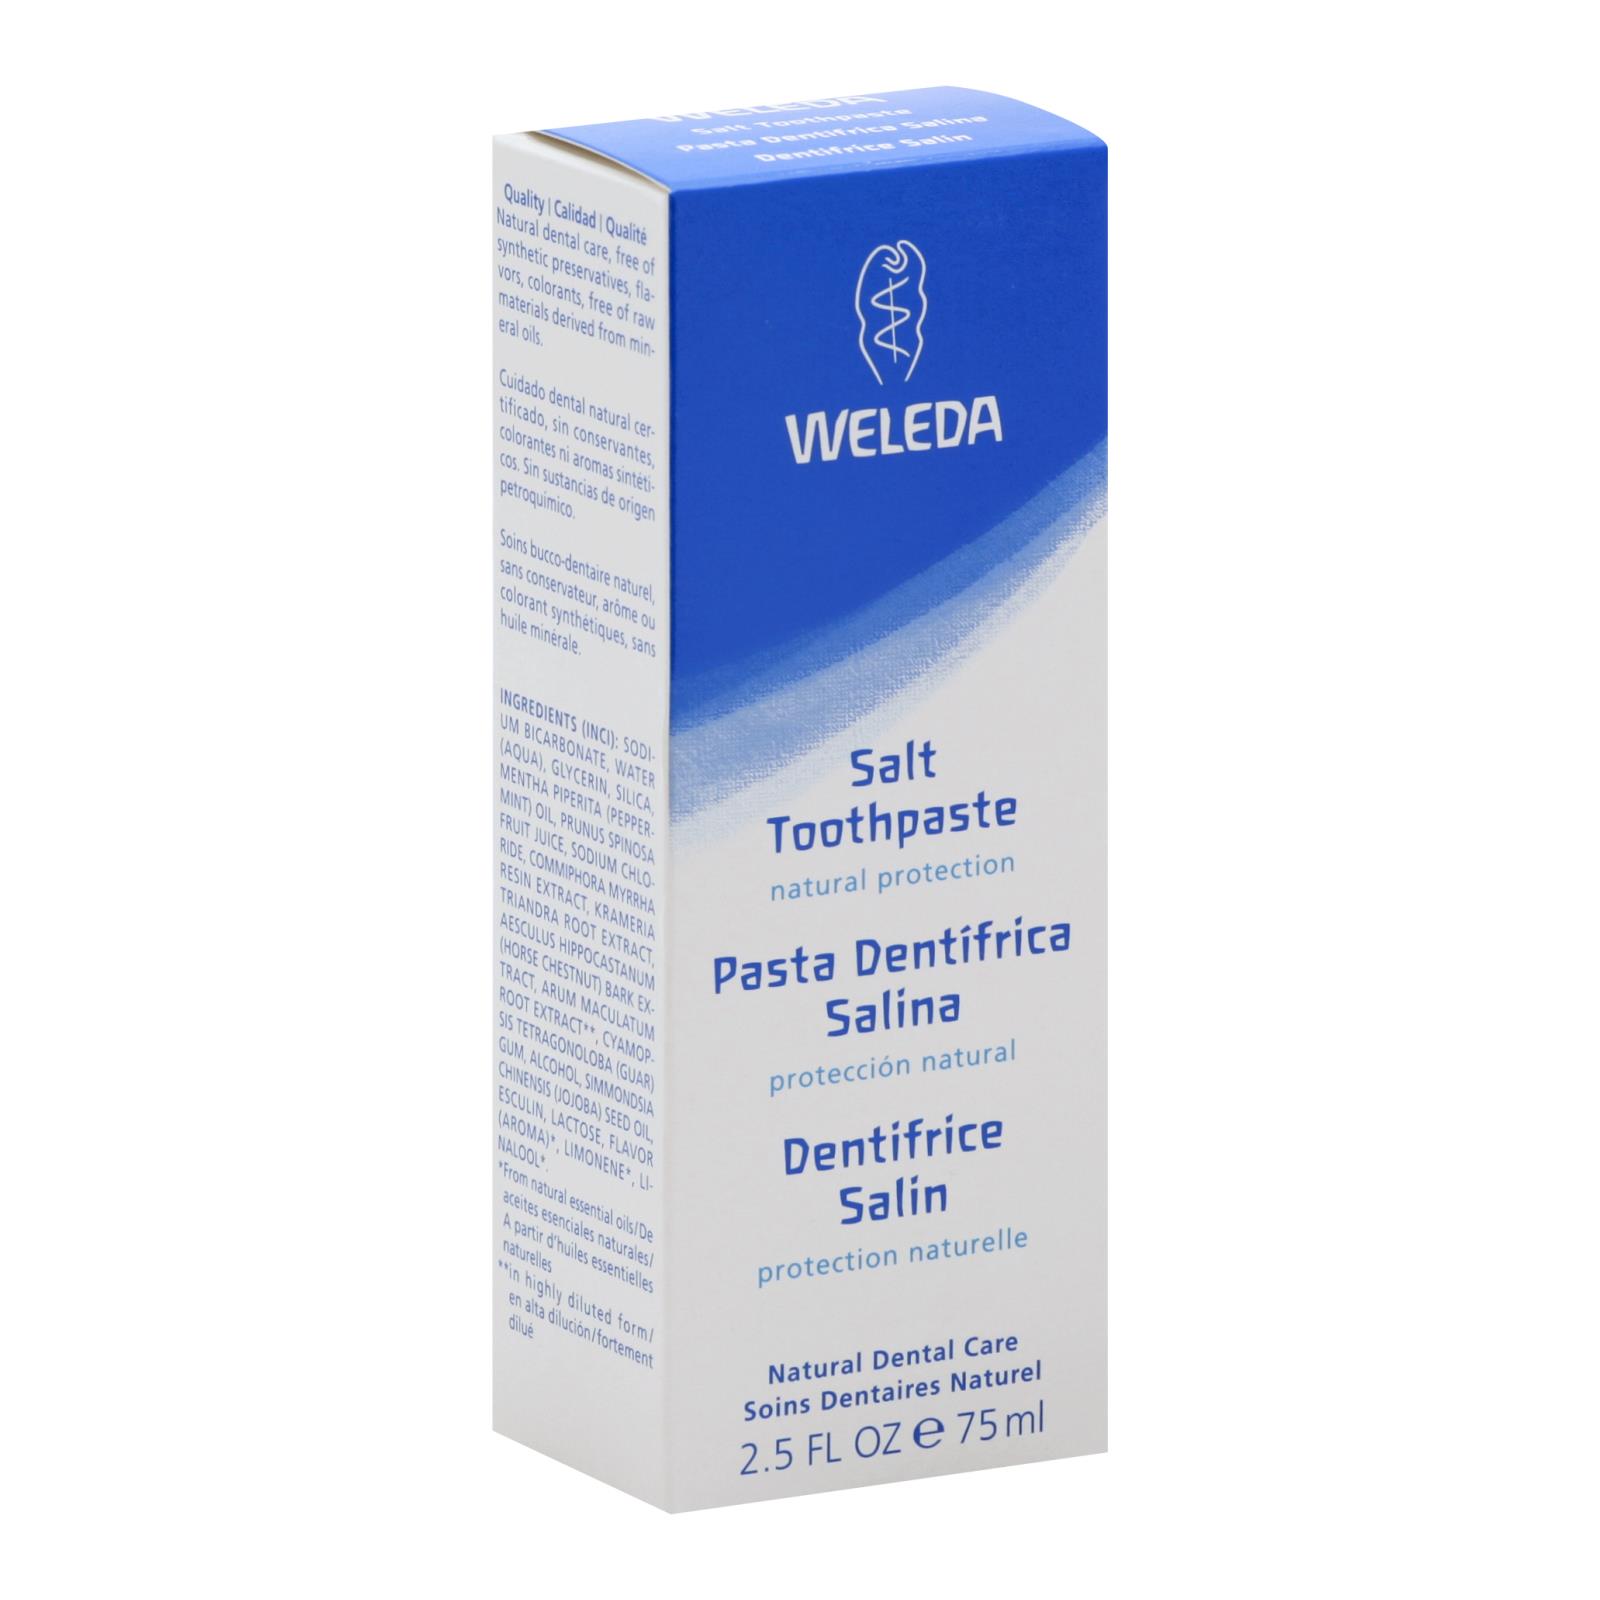 WELEDA
Salt Toothpaste
Pasta Dentífrica Salina
Dentifrice Salin
Quality | Calidad | Qualité
Natural dental care, free of
synthetic preservatives, fla-
vors, colorants, free of raw
materials derived from min-
eral oils.
Cuidado dental natural cer-
tificado, sin conservantes,
colorantes ni aromas sintéti-
cos. Sin sustancias de origen
petroquímico.
Soins bucco-dentaire naturel,
sans conservateur, arôme ou
colorant synthétiques, sans
huile minérale.
INGREDIENTS (INCI): SODI-
UM BICARBONATE, WATER
(AQUA), GLYCERIN, SILICA,
MENTHA PIPERITA (PEPPER-
MINT) OIL, PRUNUS SPINOSA
FRUIT JUICE, SODIUM CHLO-
RIDE, COMMIPHORA MYRRHA
RESIN EXTRACT, KRAMERIA
TRIANDRA ROOT EXTRACT,
AESCULUS HIPPOCASTANUM
(HORSE CHESTNUT) BARK EX-
TRACT, ARUM MACULATUM
ROOT EXTRACT**, CYAMOP-
SIS TETRAGONOLOBA (GUAR)
GUM, ALCOHOL, SIMMONDSIA
CHINENSIS (JOJOBA) SEED OIL,
ESCULIN, LACTOSE, FLAVOR
(AROMA)*, LIMONENE*, LI-
NALOOL*.
*From natural essential oils/De
aceites esenciales naturales/
A partir d'huiles essentielles
naturelles
**in highly diluted form/
en alta dilución/fortement
dilué
WELEDA
Salt
Toothpaste
natural protection
Pasta Dentífrica
Salina
protección natural
Dentifrice
Salin
protection naturelle
Natural Dental Care
Soins Dentaires Naturel
2.5 FL OZ e 75 ml